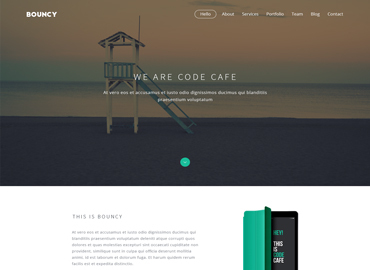 BOUNCY
Hello About Services Portfolio Team Blog Contact
WE ARE CODE CAFE
At vero eos et accusamus et iusto odio dignissimos ducimus qui blanditiis
praesentium voluptatum
THIS IS BOUNCY
At vero eos et accusamus et iusto odio dignissimos ducimus qui
blanditiis praesentium voluptatum deleniti atque corrupti quos
dolores et quas molestias excepturi sint occaecati cupiditate non
provident, similique sunt in culpa qui officia deserunt mollitia
animi, id est laborum et dolorum fuga. Et harum quidem rerum
facilis est et expedita distinctio.
HEY!
THIS
IS
CODE
CAFE